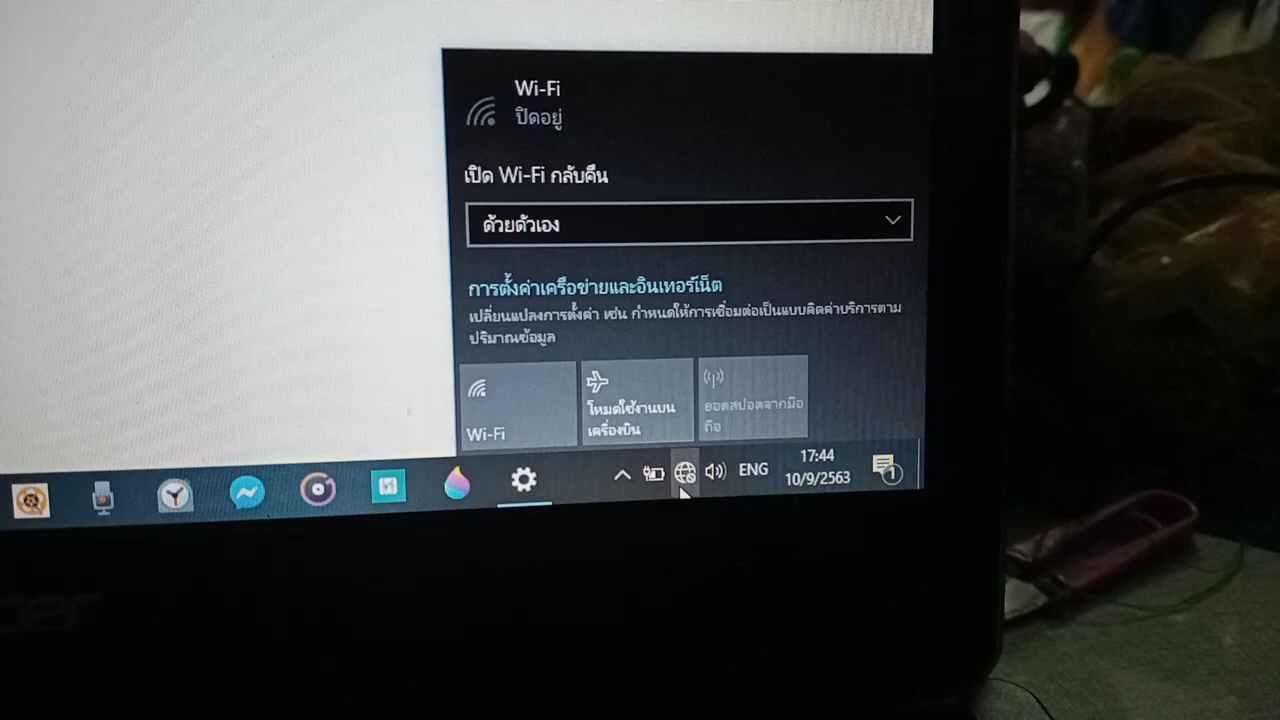 Wi-Fi
ปิดอยู่
เปิด Wi-Fi กลับคืน
ด้วยตัวเอง
การตั้งค่าเครือข่ายและอินเทอร์เน็ต
เปลี่ยนแปลงการตั้งค่า เช่น กำหนดให้การเชื่อมต่อเป็นแบบคิดค่าบริการตาม
ปริมาณข้อมูล
Wi-Fi
โหมดใช้งานบน
เครื่องบิน
ฮอตสปอตจากมือ
ถือ
ENG
17:44
10/9/2563
1
acer